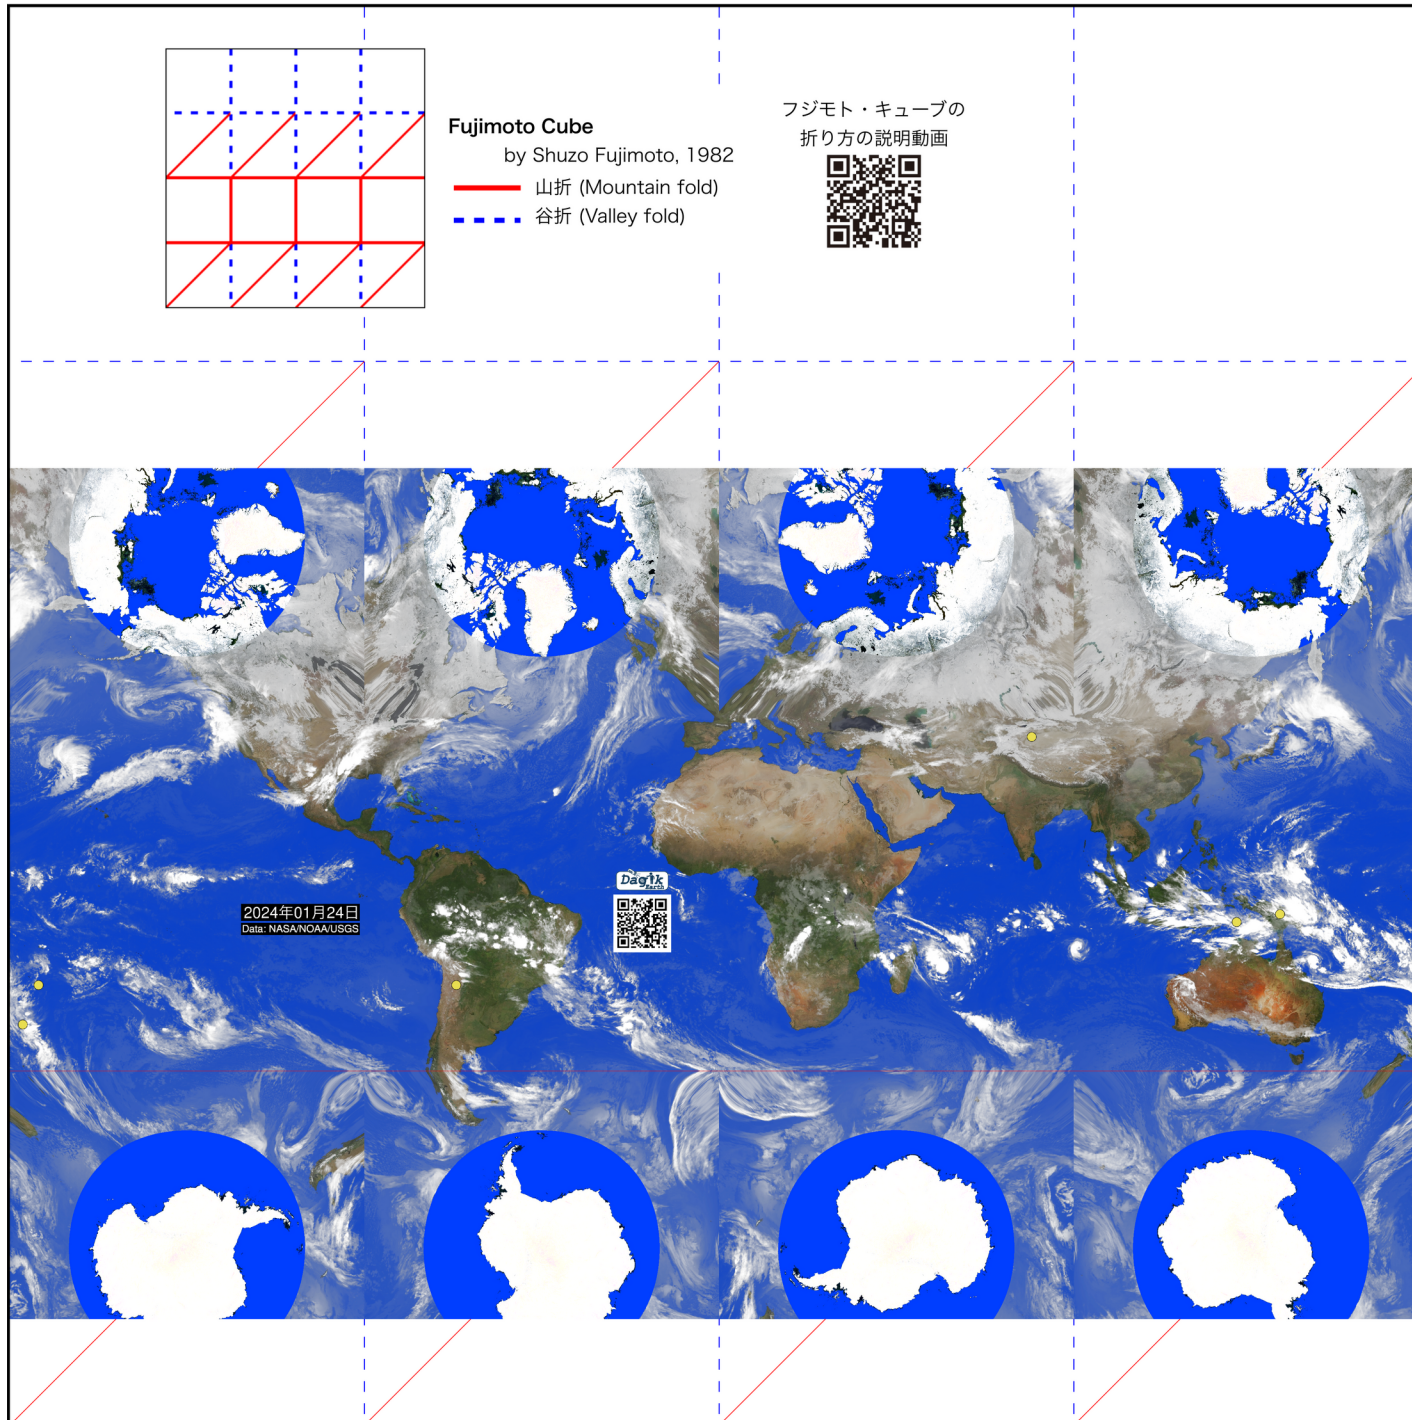 Fujimoto Cube
by Shuzo Fujimoto, 1982
山折 (Mountain fold)
谷折 (Valley fold)
フジモト・キューブの
折り方の説明動画
Dagik
Earth
2024年01月24日
Data: NASA/NOAA/USGS